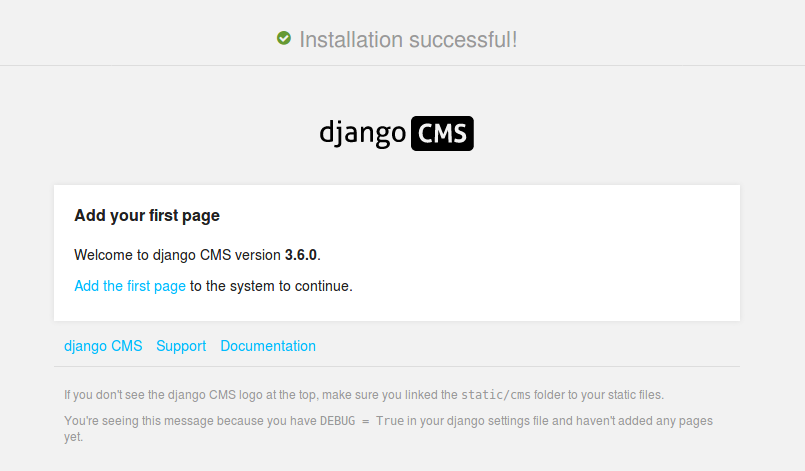 Installation successful!
django CMS
Add your first page
Welcome to django CMS version 3.6.0.
Add the first page to the system to continue.
django CMS Support Documentation
If you don't see the django CMS logo at the top, make sure you linked the static/cms folder to your static files.
You're seeing this message because you have DEBUG = True in your django settings file and haven't added any pages
yet.